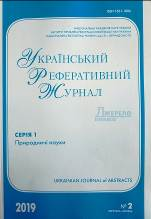 УКРАЇНСЬКИЙ
РЕФЕРАТИВНИЙ
ЖУРНАЛ
ДЖЕРЕЛО
СЕРІЯ 1
Природничі науки
UKRAINIAN JOURNAL of ABSTRACTS
2019
№ 2